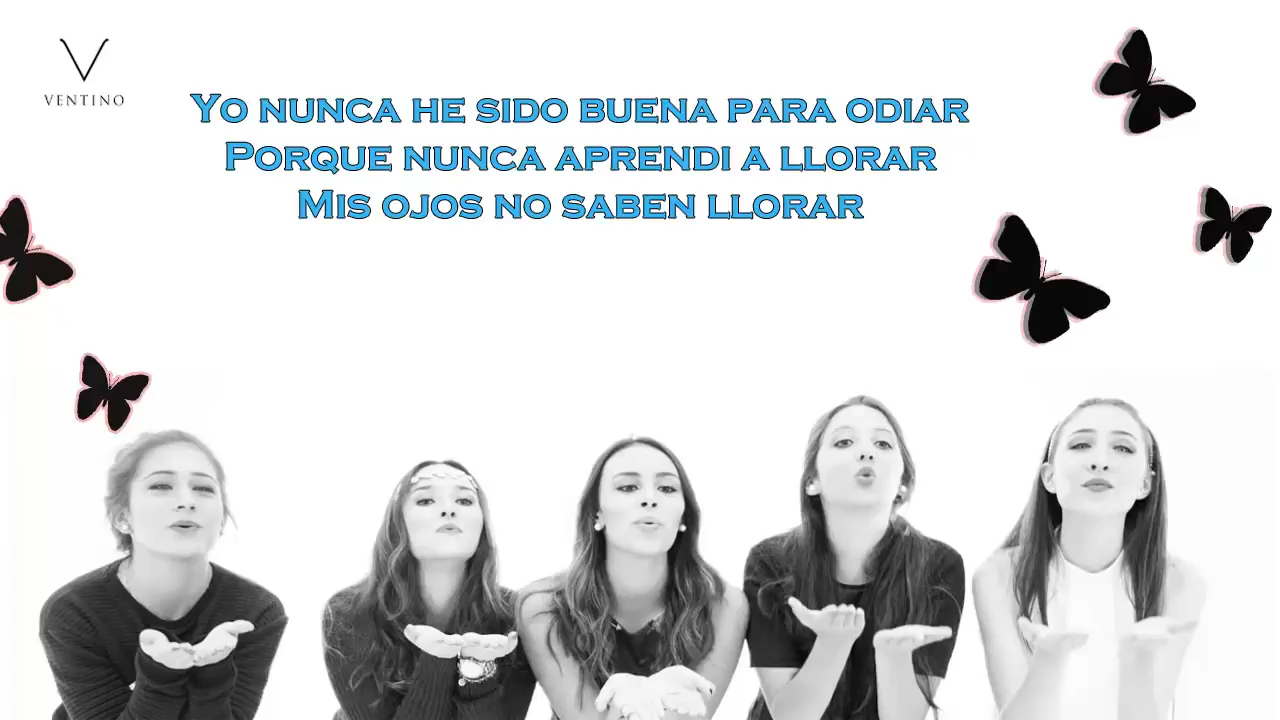 VENTINO
Yo nunca he sido buena para odiar
Porque nunca aprendi a llorar
Mis ojos no saben llorar